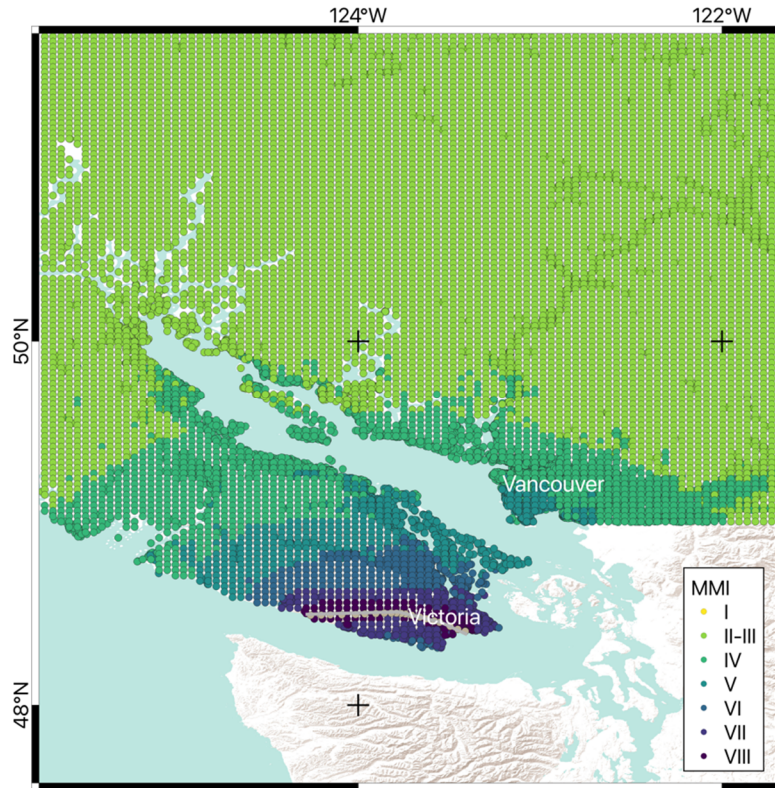 124°W 122°W
50°N
Vancouver
Victoria
48°N
MMI
I
II-III
IV
V
VI
VII
VIII